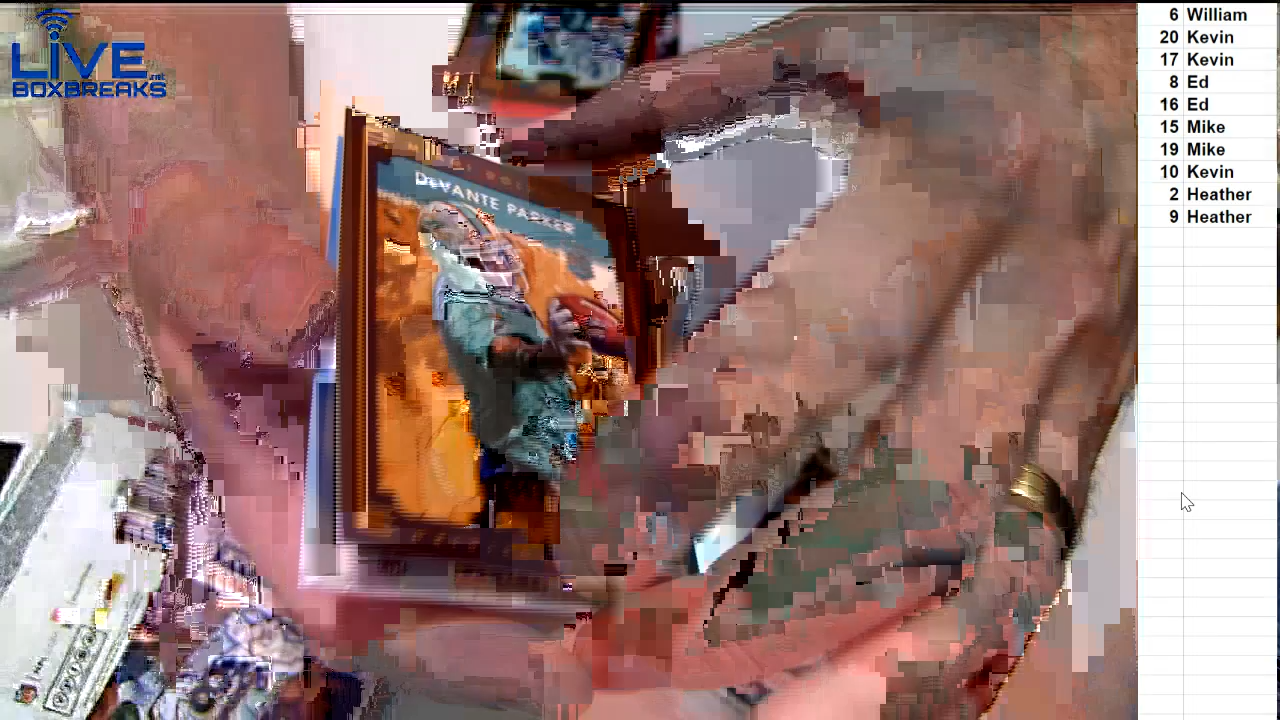 LIVE
.net
BOXBREAKS
DeVANTE PARKER
6 William
20 Kevin
17 Kevin
8 Ed
16 Ed
15 Mike
19 Mike
10 Kevin
2 Heather
9 Heather